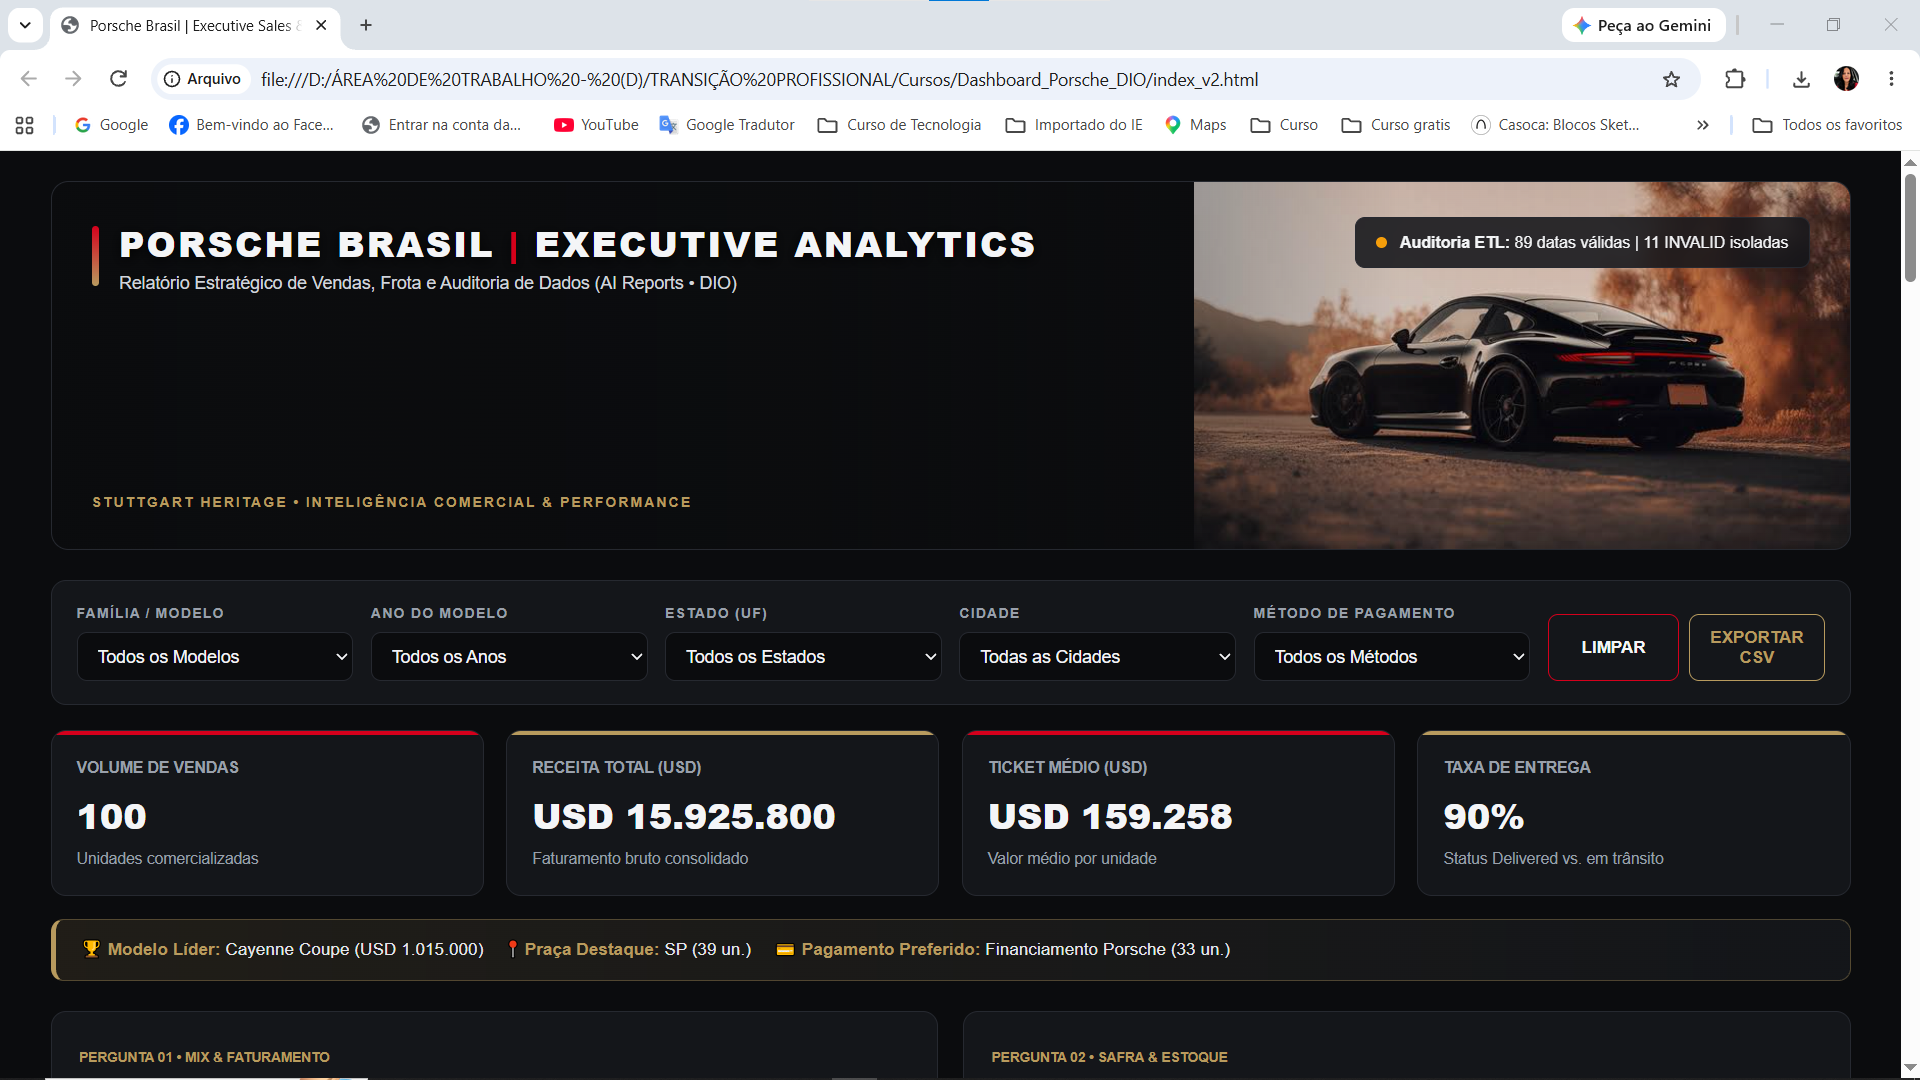 Porsche Brasil | Executive Sales &
Peça ao Gemini
Arquivo
file:///D:/ÁREA%20DE%20TRABALHO%20-%20(D)/TRANSIÇÃO%20PROFISSIONAL/Cursos/Dashboard_Porsche_DIO/index_v2.html
Google
Bem-vindo ao Face...
Entrar na conta da...
YouTube
Google Tradutor
Curso de Tecnologia
Importado do IE
Maps
Curso
Curso gratis
Casoca: Blocos Sket...
Todos os favoritos
PORSCHE BRASIL | EXECUTIVE ANALYTICS
Relatório Estratégico de Vendas, Frota e Auditoria de Dados (AI Reports • DIO)
Auditoria ETL: 89 datas válidas | 11 INVALID isoladas
PORSCHE
STUTTGART HERITAGE • INTELIGÊNCIA COMERCIAL & PERFORMANCE
FAMÍLIA / MODELO
Todos os Modelos
ANO DO MODELO
Todos os Anos
ESTADO (UF)
Todos os Estados
CIDADE
Todas as Cidades
MÉTODO DE PAGAMENTO
Todos os Métodos
LIMPAR
EXPORTAR
CSV
VOLUME DE VENDAS
100
Unidades comercializadas
RECEITA TOTAL (USD)
USD 15.925.800
Faturamento bruto consolidado
TICKET MÉDIO (USD)
USD 159.258
Valor médio por unidade
TAXA DE ENTREGA
90%
Status Delivered vs. em trânsito
Modelo Líder: Cayenne Coupe (USD 1.015.000)
Praça Destaque: SP (39 un.)
Pagamento Preferido: Financiamento Porsche (33 un.)
PERGUNTA 01 • MIX & FATURAMENTO
PERGUNTA 02 • SAFRA & ESTOQUE